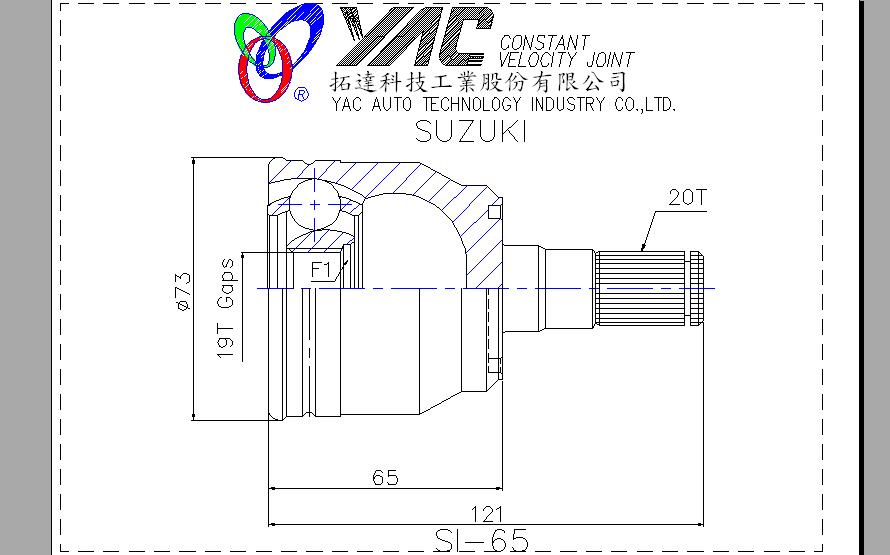 YAC CONSTANT
VELOCITY JOINT
拓達科技工業股份有限公司
®
YAC AUTO TECHNOLOGY INDUSTRY CO.,LTD.
SUZUKI
20T
F1
ø73
19T Gaps
65
121
SI-65